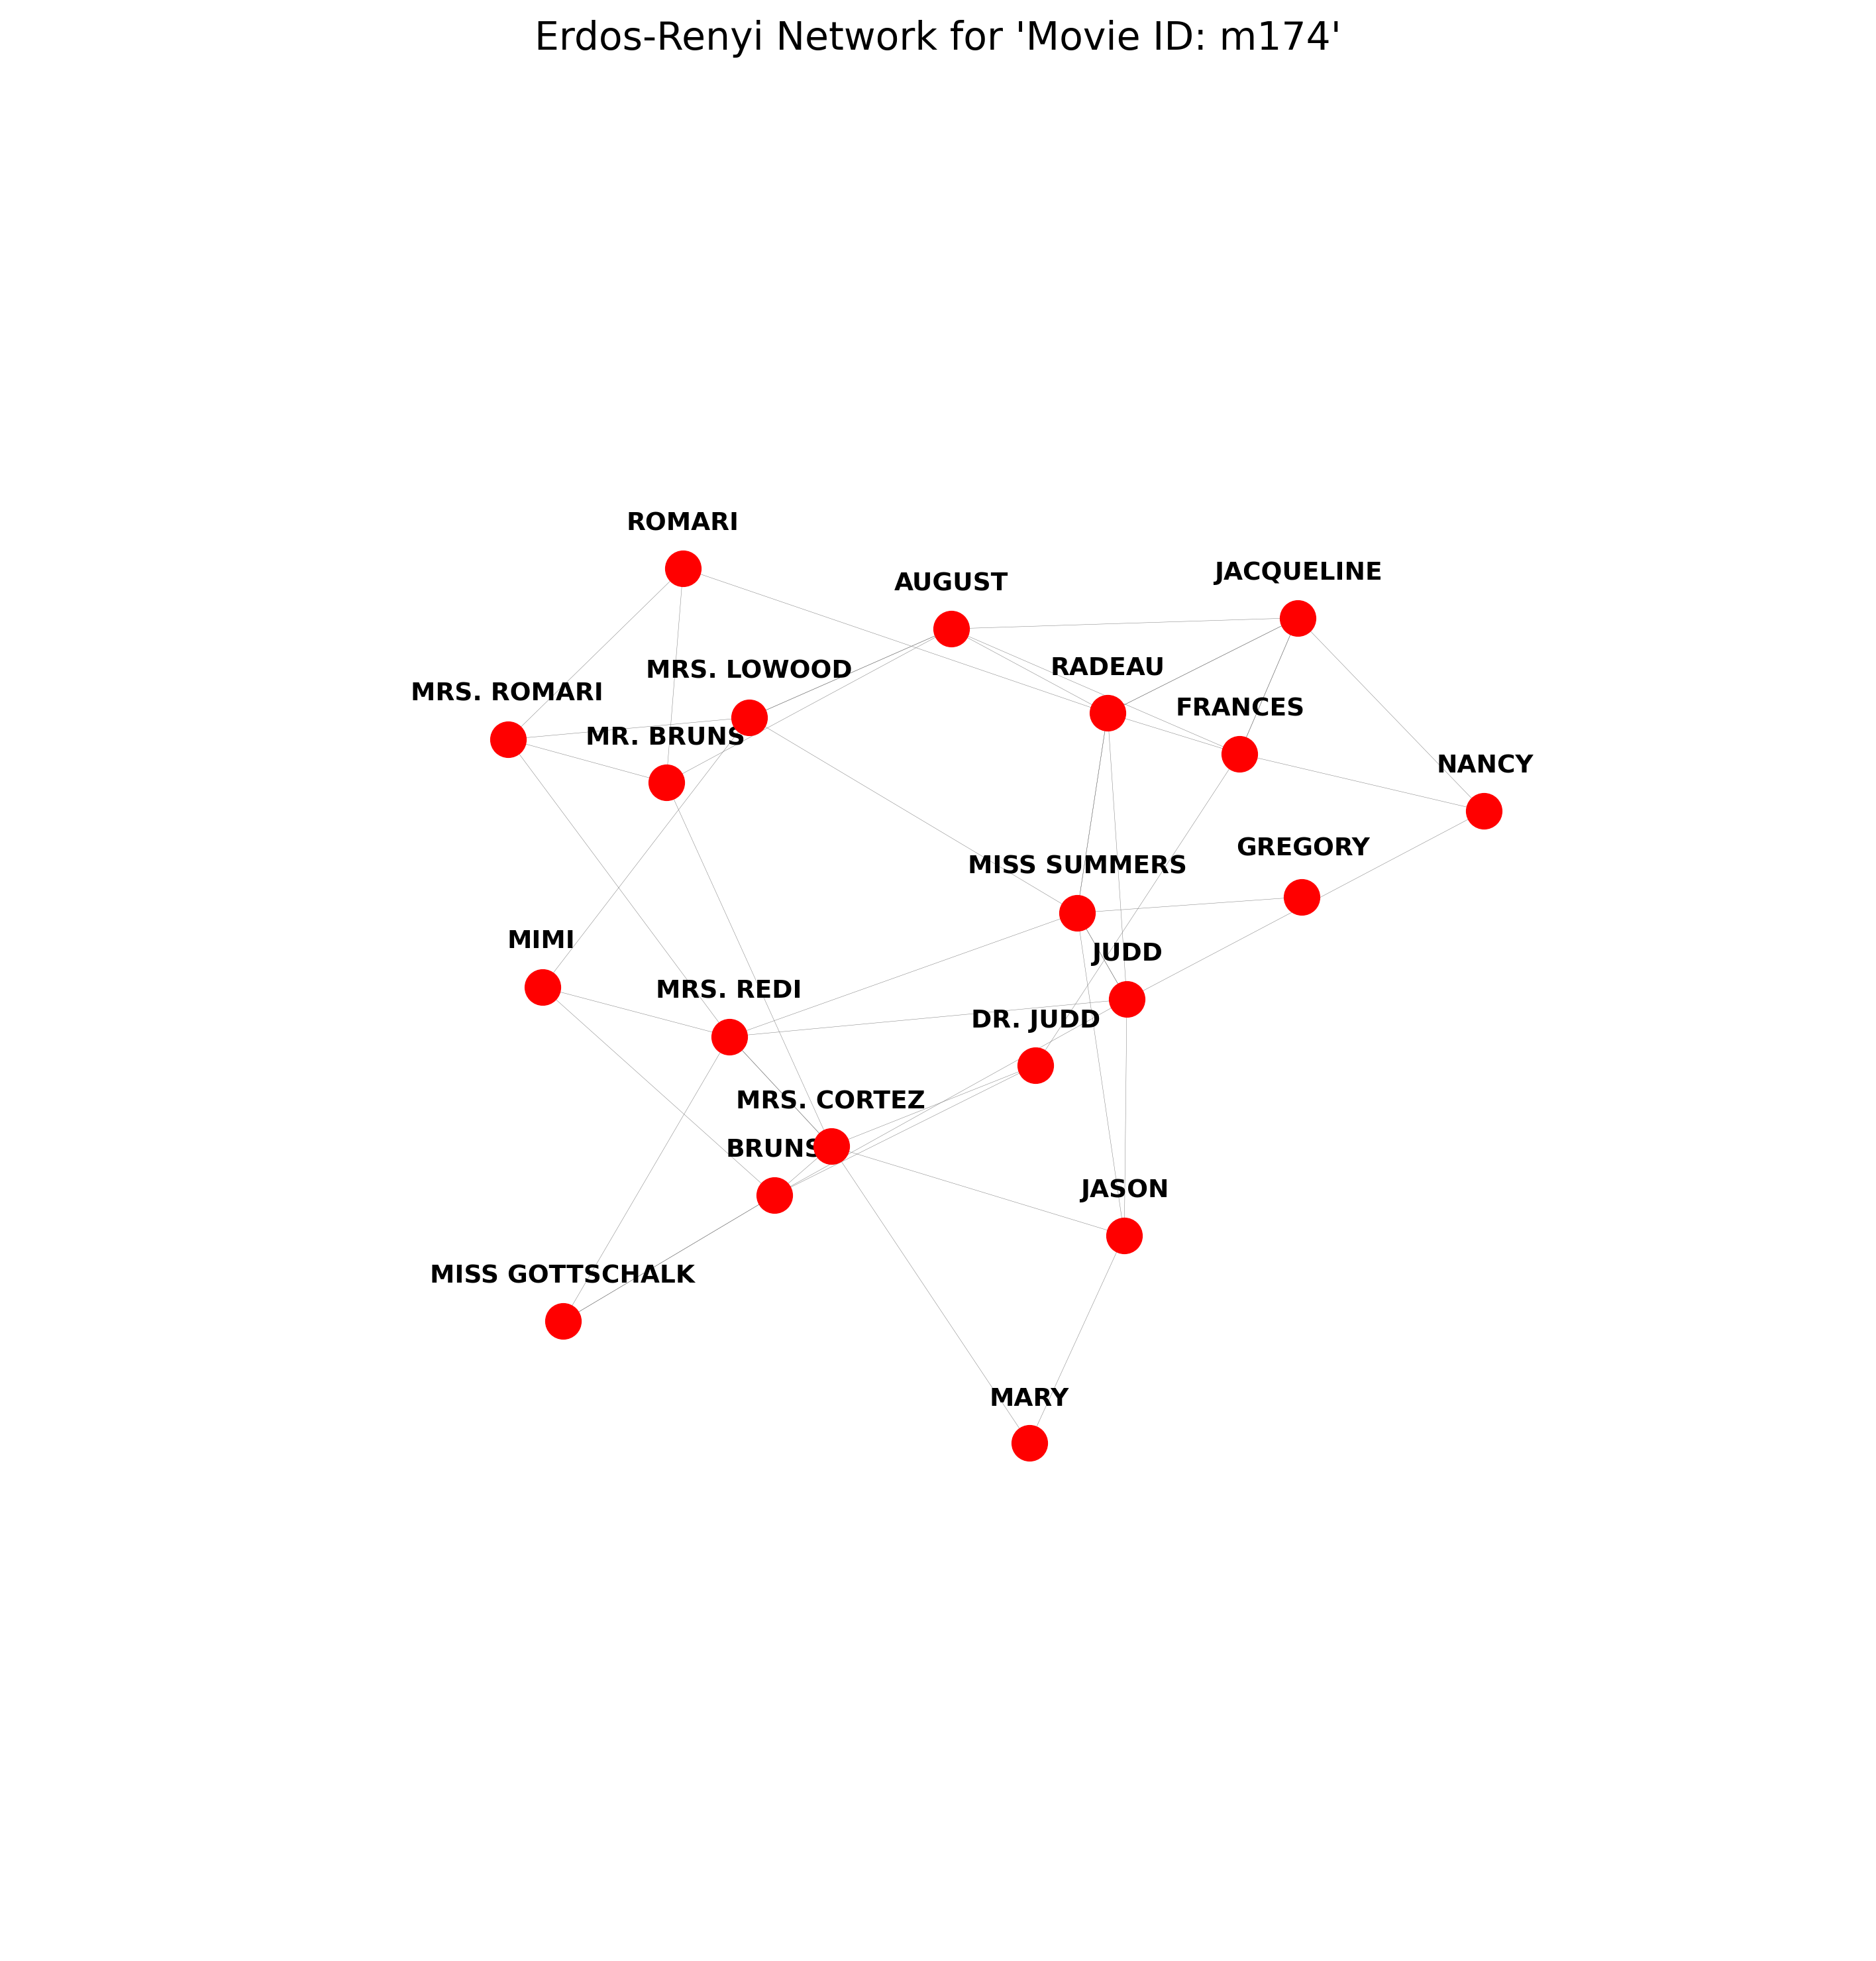 Erdos-Renyi Network for 'Movie ID: m174'
ROMARI
JACQUELINE
AUGUST
RADEAU
MRS. LOWOOD
MRS. ROMARI
FRANCES
MR. BRUNS
NANCY
GREGORY
MISS SUMMERS
MIMI
JUDD
MRS. REDI
DR. JUDD
MRS. CORTEZ
BRUNS
JASON
MISS GOTTSCHALK
MARY